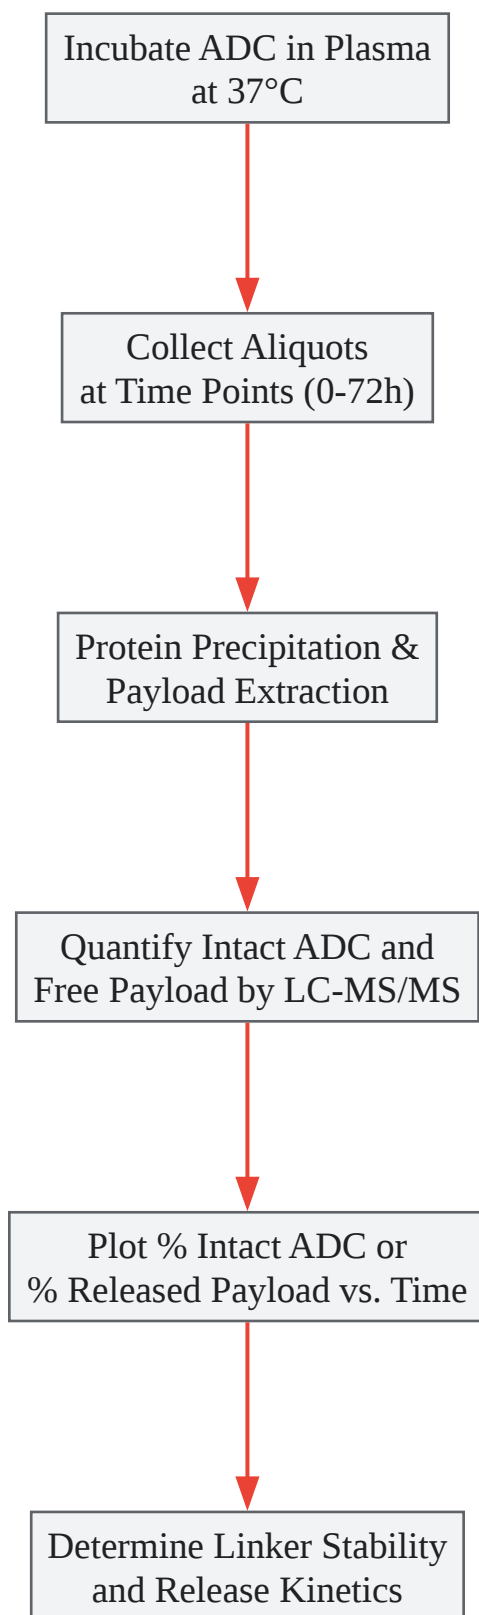 Incubate ADC in Plasma
at 37°C
Collect Aliquots
at Time Points (0-72h)
Protein Precipitation &
Payload Extraction
Quantify Intact ADC and
Free Payload by LC-MS/MS
Plot % Intact ADC or
% Released Payload vs. Time
Determine Linker Stability
and Release Kinetics